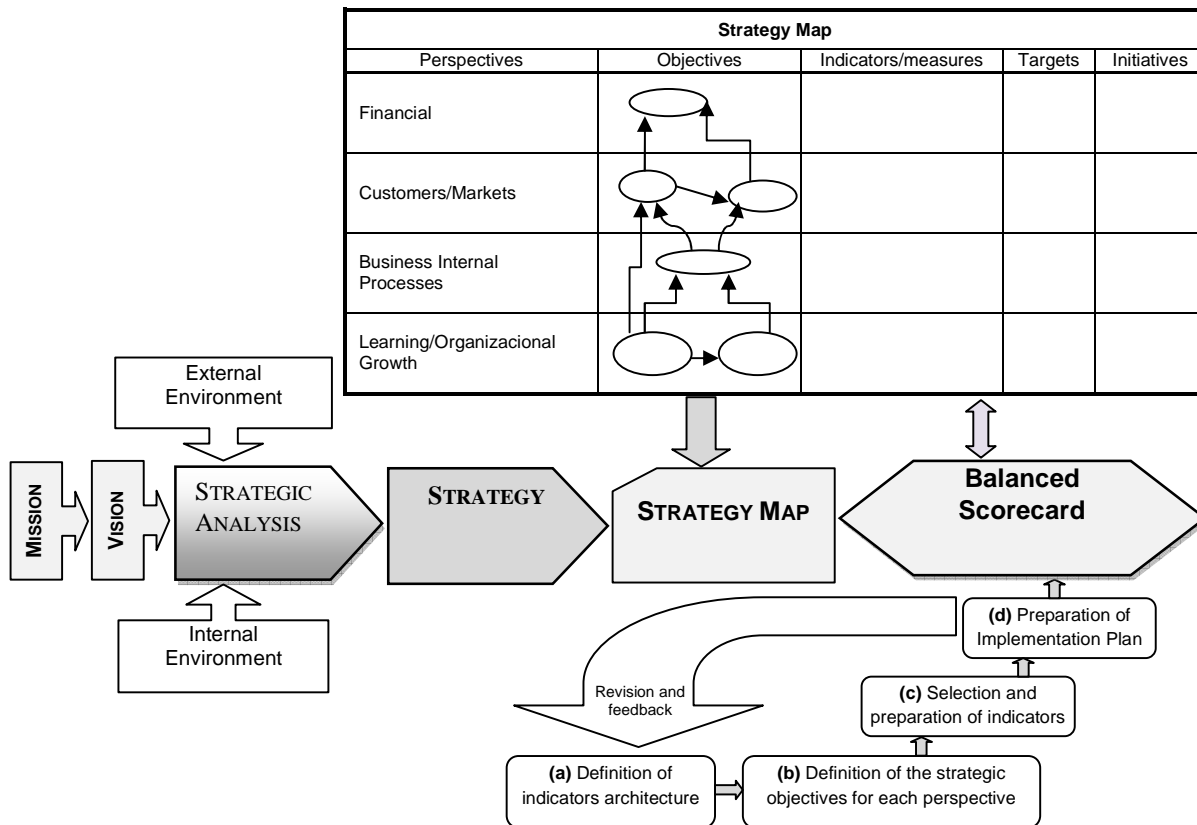 Strategy Map
Perspectives Objectives Indicators/measures Targets Initiatives
Financial
Customers/Markets
Business Internal
Processes
Learning/Organizacional
Growth
External
Environment
MISSION
VISION
STRATEGIC
ANALYSIS
STRATEGY
STRATEGY MAP
Balanced
Scorecard
Internal
Environment
Revision and
feedback
(a) Definition of
indicators architecture
(b) Definition of the strategic
objectives for each perspective
(c) Selection and
preparation of indicators
(d) Preparation of
Implementation Plan